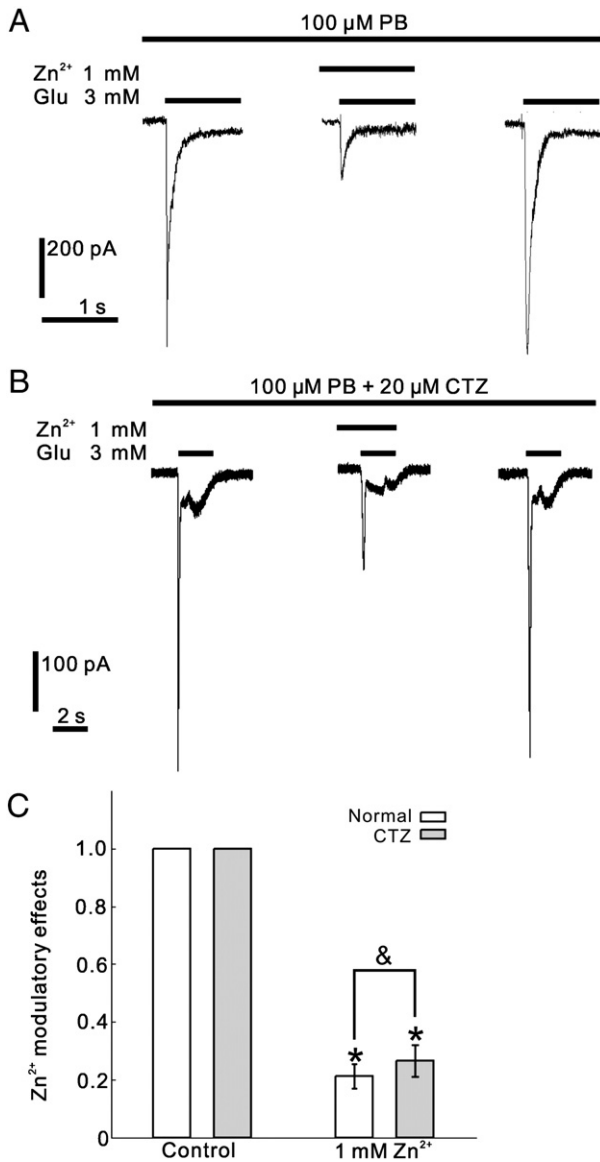 A
100 µM PB
Zn²⁺ 1 mM
Glu 3 mM
200 pA
1 s
B
100 µM PB + 20 µM CTZ
Zn²⁺ 1 mM
Glu 3 mM
100 pA
2 s
C
Normal
CTZ
Zn²⁺ modulatory effects
1.0
0.8
0.6
0.4
0.2
0
&
*
*
Control
1 mM Zn²⁺